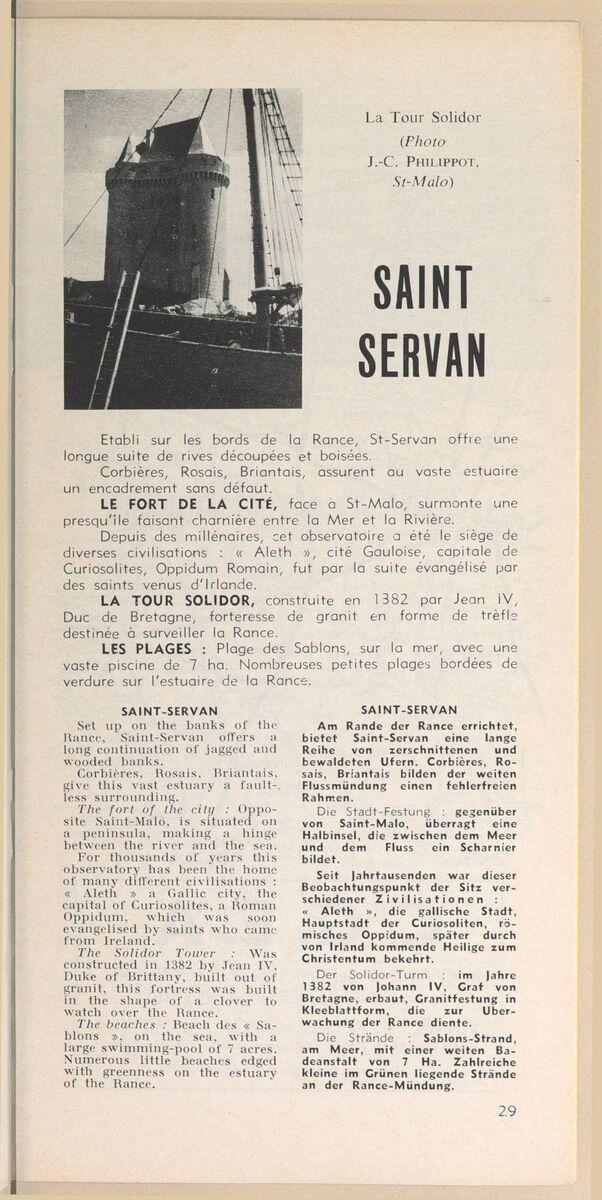 La Tour Solidor
(Photo
J.-C. PHILIPPOT,
St-Malo)
SAINT
SERVAN
Etabli sur les bords de la Rance, St-Servan offre une
longue suite de rives découpées et boisées.
Corbières, Rosais, Briantais, assurent au vaste estuaire
un encadrement sans défaut.
LE FORT DE LA CITÉ, face à St-Malo, surmonte une
presqu'île faisant charnière entre la Mer et la Rivière.
Depuis des millénaires, cet observatoire a été le siège de
diverses civilisations : « Aleth », cité Gauloise, capitale de
Curiosolites, Oppidum Romain, fut par la suite évangélisé par
des saints venus d'Irlande.
LA TOUR SOLIDOR, construite en 1382 par Jean IV,
Duc de Bretagne, forteresse de granit en forme de trèfle
destinée à surveiller la Rance.
LES PLAGES : Plage des Sablons, sur la mer, avec une
vaste piscine de 7 ha. Nombreuses petites plages bordées de
verdure sur l'estuaire de la Rance.
SAINT-SERVAN
Set up on the banks of the
Rance, Saint-Servan offers a
long continuation of jagged and
wooded banks.
Corbières, Rosais, Briantais,
give this vast estuary a fault-
less surrounding.
The fort of the city : Oppo-
site Saint-Malo, is situated on
a peninsula, making a hinge
between the river and the sea.
For thousands of years this
observatory has been the home
of many different civilisations :
« Aleth » a Gallic city, the
capital of Curiosolites, a Roman
Oppidum, which was soon
evangelised by saints who came
from Ireland.
The Solidor Tower : Was
constructed in 1382 by Jean IV,
Duke of Brittany, built out of
granit, this fortress was built
in the shape of a clover to
watch over the Rance.
The beaches : Beach des « Sa-
blons », on the sea, with a
large swimming-pool of 7 acres.
Numerous little beaches edged
with greenness on the estuary
of the Rance.
SAINT-SERVAN
Am Rande der Rance errichtet,
bietet Saint-Servan eine lange
Reihe von zerschnittenen und
bewaldeten Ufern. Corbières, Ro-
sais, Briantais bilden der weiten
Flussmündung einen fehlerfreien
Rahmen.
Die Stadt-Festung : gegenüber
von Saint-Malo, überragt eine
Halbinsel, die zwischen dem Meer
und dem Fluss ein Scharnier
bildet.
Seit Jahrtausenden war dieser
Beobachtungspunkt der Sitz ver-
schiedener Zivilisationen :
« Aleth », die gallische Stadt,
Hauptstadt der Curiosoliten, rö-
misches Oppidum, später durch
von Irland kommende Heilige zum
Christentum bekehrt.
Der Solidor-Turm : im Jahre
1382 von Johann IV, Graf von
Bretagne, erbaut, Granitfestung in
Kleeblattform, die zur Uber-
wachung der Rance diente.
Die Strände : Sablons-Strand,
am Meer, mit einer weiten Ba-
deanstalt von 7 Ha. Zahlreiche
kleine im Grünen liegende Strände
an der Rance-Mündung.
29